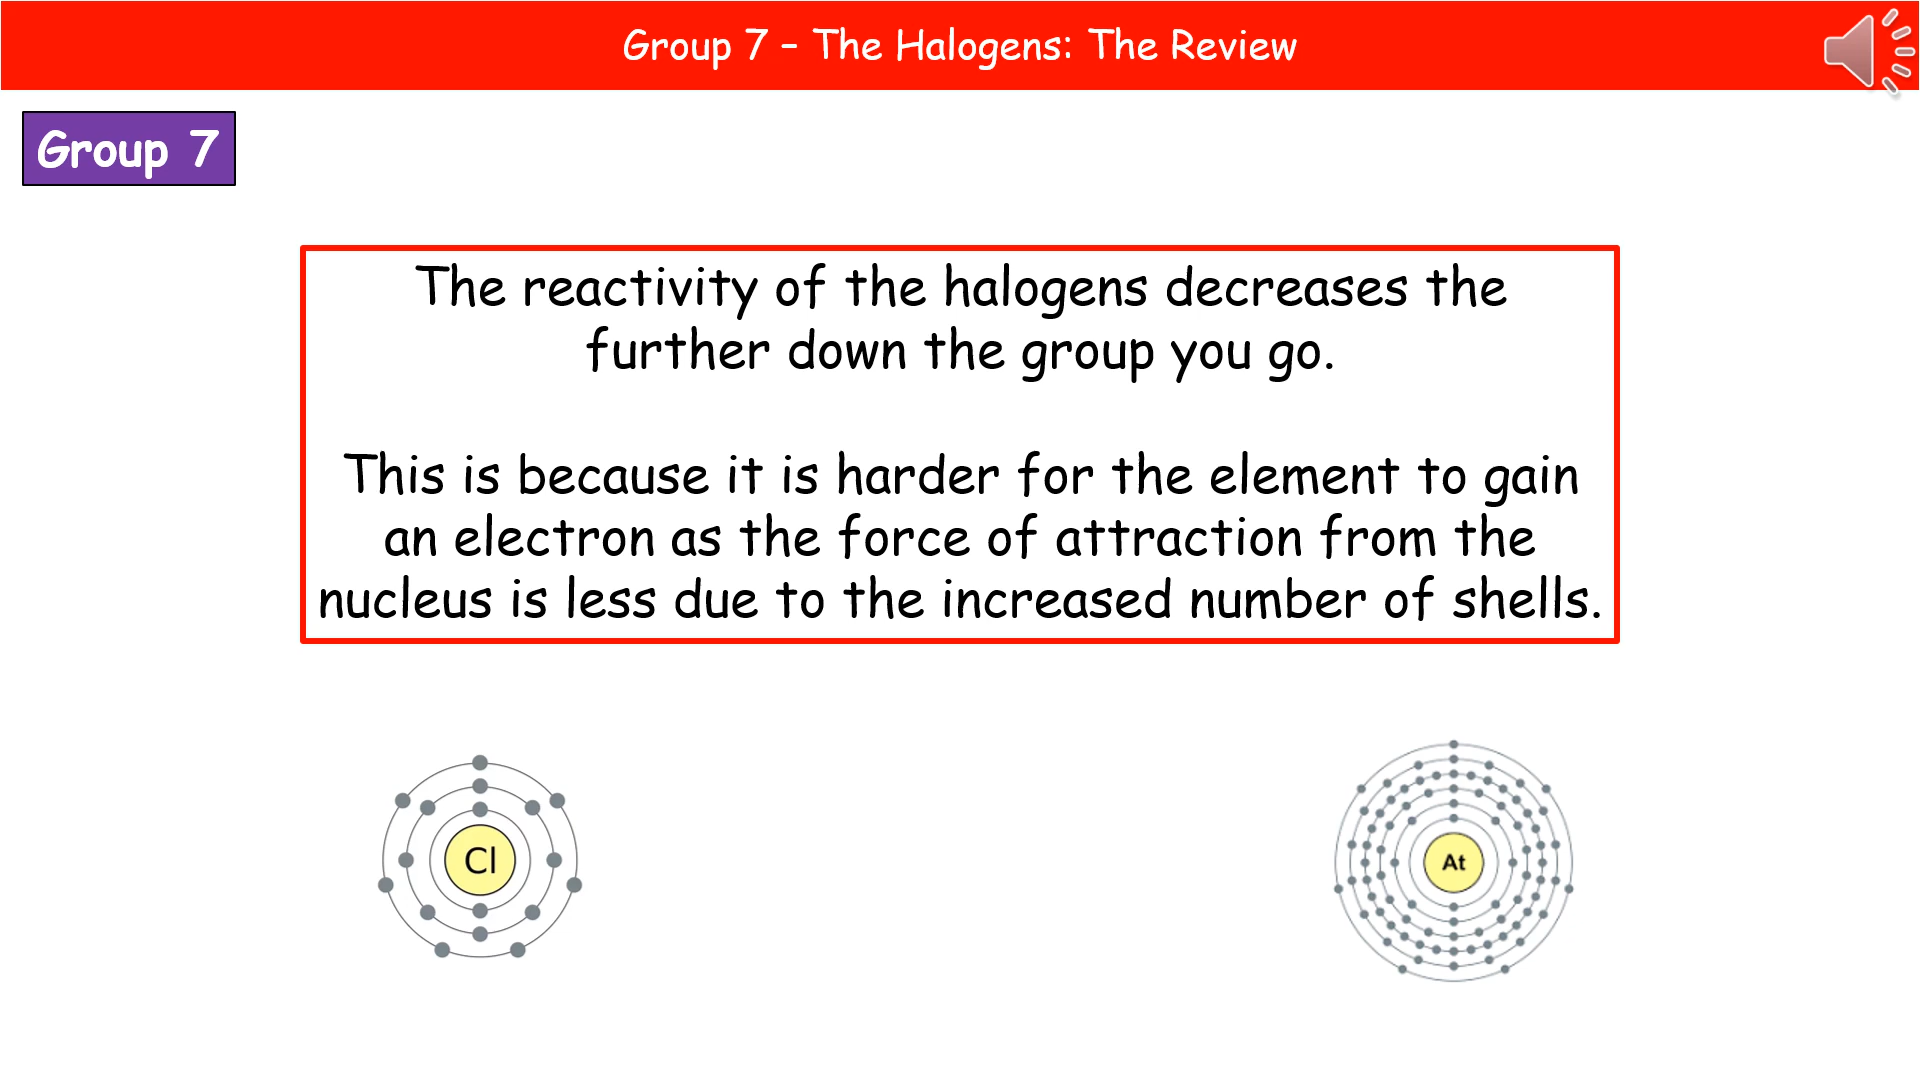 Group 7 – The Halogens: The Review
Group 7
The reactivity of the halogens decreases the
further down the group you go.
This is because it is harder for the element to gain
an electron as the force of attraction from the
nucleus is less due to the increased number of shells.
Cl
At